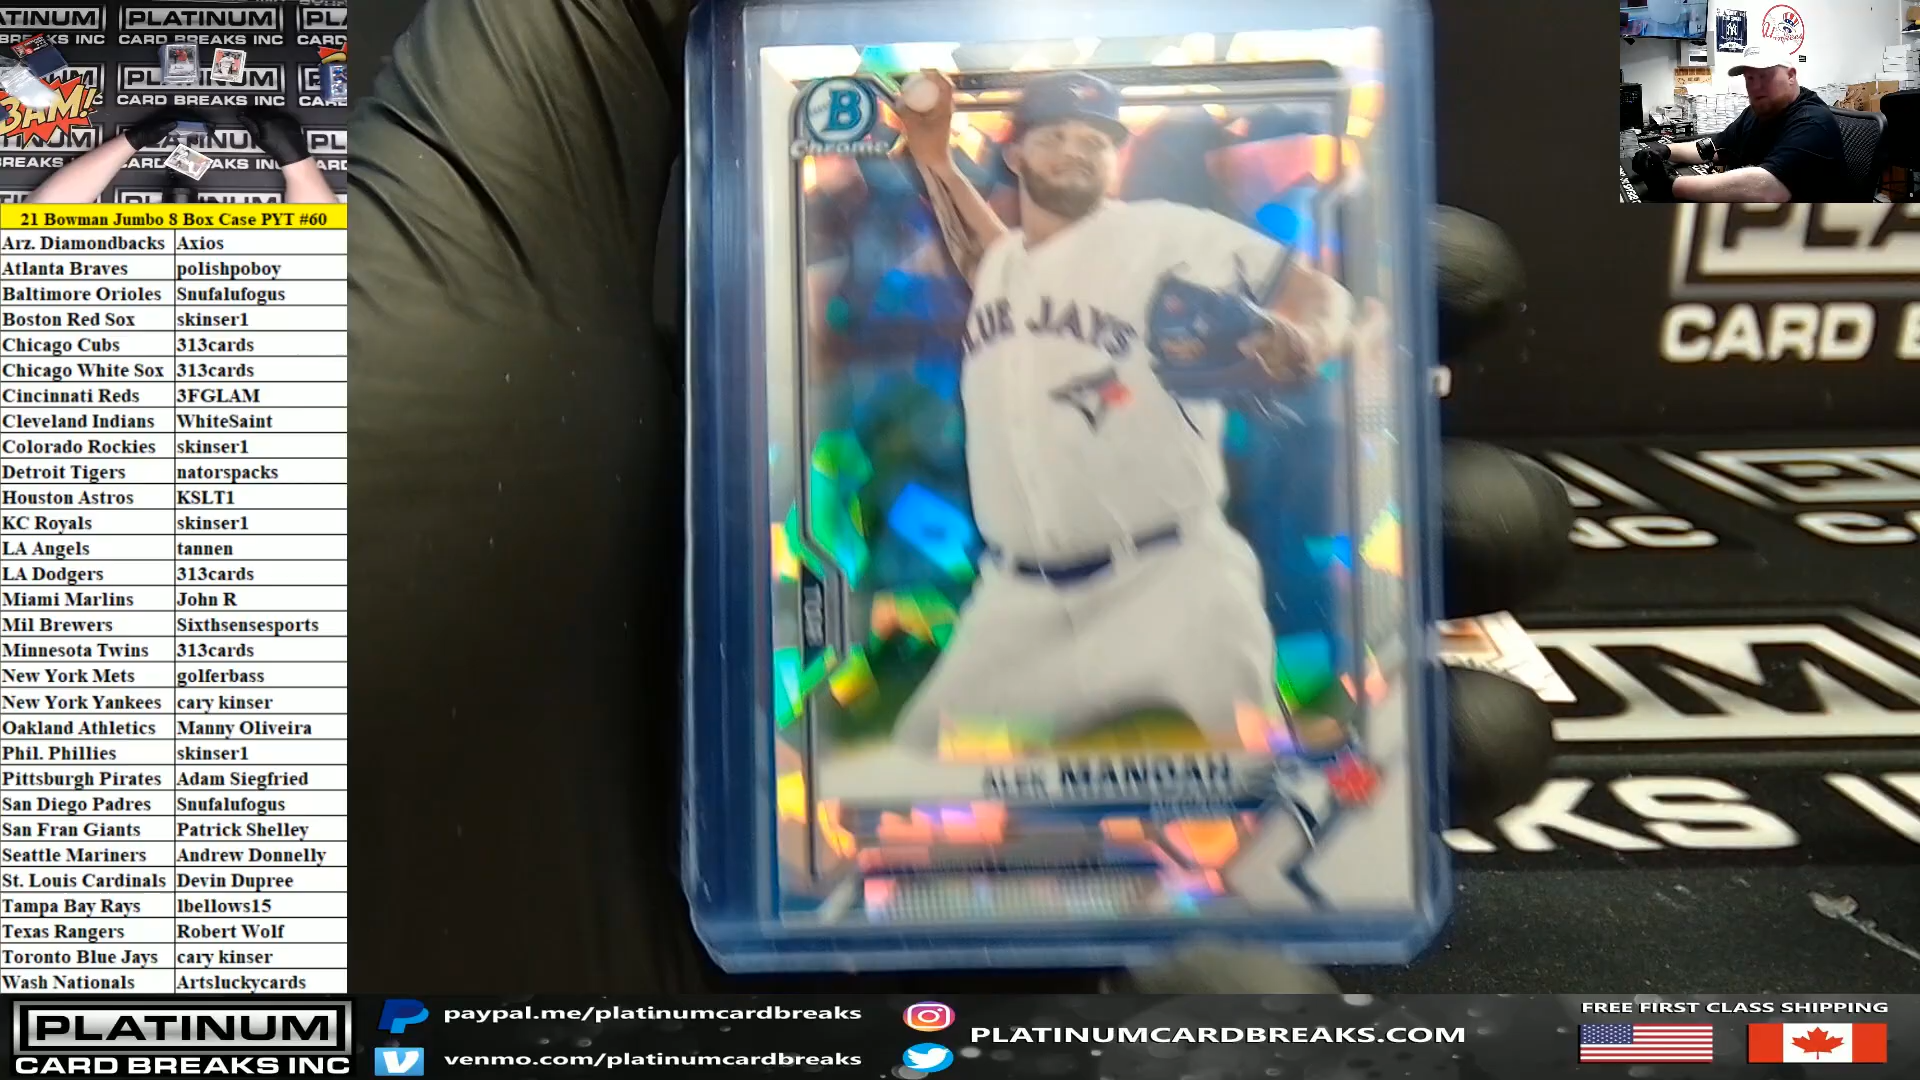 PLATINUM
CARD BREAKS INC
BAM!
21 Bowman Jumbo 8 Box Case PYT #60
Arz. Diamondbacks Axios
Atlanta Braves polishpoboy
Baltimore Orioles Snufalufogus
Boston Red Sox skinser1
Chicago Cubs 313cards
Chicago White Sox 313cards
Cincinnati Reds 3FGLAM
Cleveland Indians WhiteSaint
Colorado Rockies skinser1
Detroit Tigers natorspacks
Houston Astros KSLT1
KC Royals skinser1
LA Angels tannen
LA Dodgers 313cards
Miami Marlins John R
Mil Brewers Sixthsensesports
Minnesota Twins 313cards
New York Mets golferbass
New York Yankees cary kinser
Oakland Athletics Manny Oliveira
Phil. Phillies skinser1
Pittsburgh Pirates Adam Siegfried
San Diego Padres Snufalufogus
San Fran Giants Patrick Shelley
Seattle Mariners Andrew Donnelly
St. Louis Cardinals Devin Dupree
Tampa Bay Rays lbellows15
Texas Rangers Robert Wolf
Toronto Blue Jays cary kinser
Wash Nationals Artsluckycards
B
Chrome
LUE JAYS
ALEK MANOAH
CARD B
PLATINUM
CARD BREAKS INC
paypal.me/platinumcardbreaks
venmo.com/platinumcardbreaks
PLATINUMCARDBREAKS.COM
FREE FIRST CLASS SHIPPING